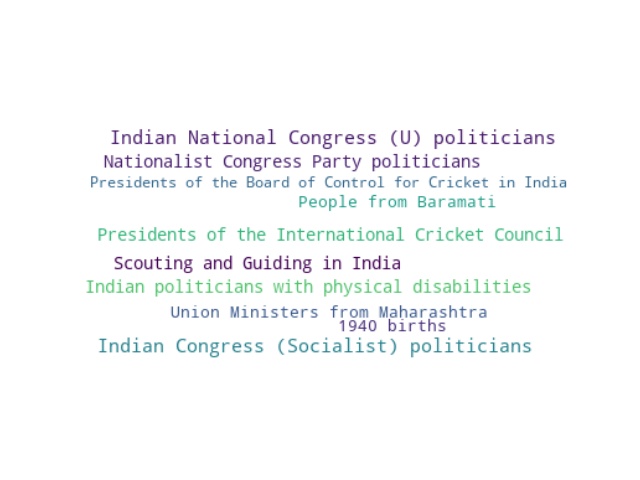 Indian National Congress (U) politicians
Nationalist Congress Party politicians
Presidents of the Board of Control for Cricket in India
People from Baramati
Presidents of the International Cricket Council
Scouting and Guiding in India
Indian politicians with physical disabilities
Union Ministers from Maharashtra
1940 births
Indian Congress (Socialist) politicians